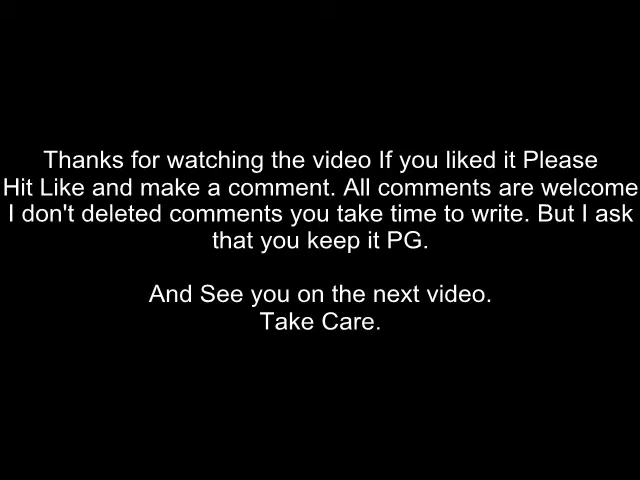 Thanks for watching the video If you liked it Please
Hit Like and make a comment. All comments are welcome
I don't deleted comments you take time to write. But I ask
that you keep it PG.
And See you on the next video.
Take Care.